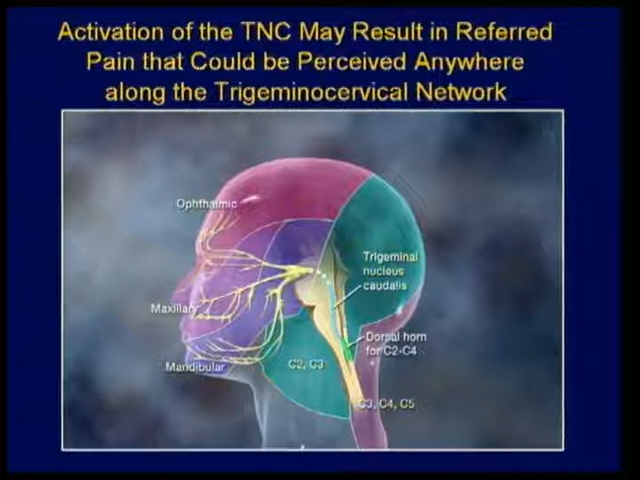 Activation of the TNC May Result in Referred
Pain that Could be Perceived Anywhere
along the Trigeminocervical Network
Ophthalmic
Trigeminal
nucleus
caudalis
Maxillary
Dorsal horn
for C2-C4
Mandibular
C2, C3
C3, C4, C5